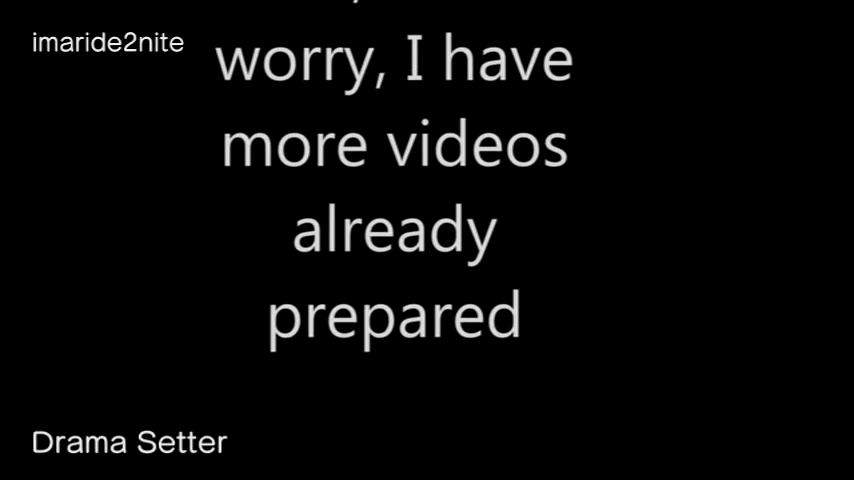 imaride2nite
worry, I have
more videos
already
prepared
Drama Setter